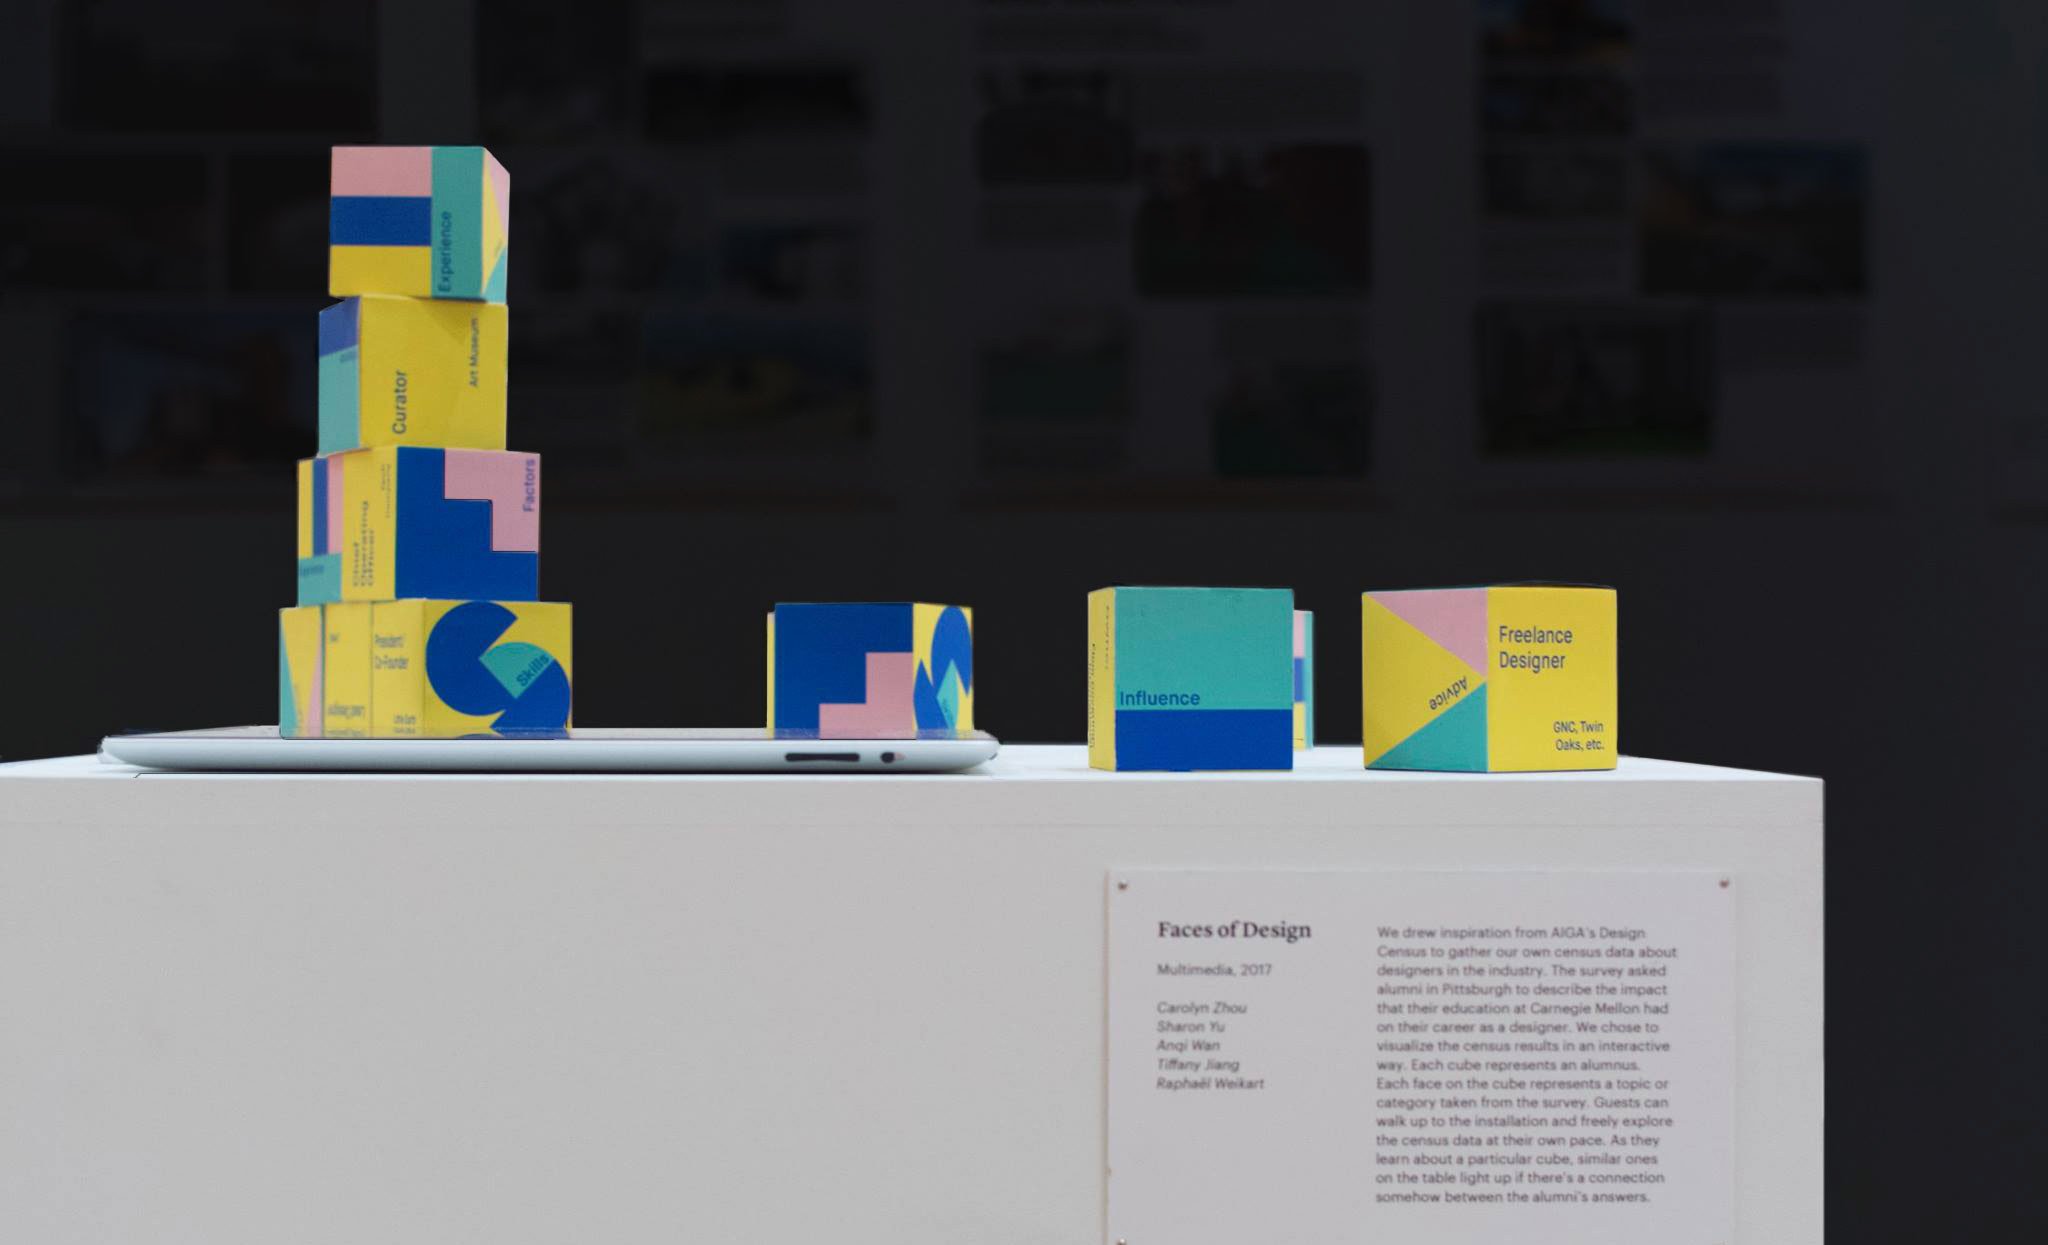 Experience
Art Museum
Curator
Factors
Chief
Operating
Officer
President/
Co-Founder
Skills
Influence
Advice
Freelance
Designer
GNC, Twin
Oaks, etc.
Faces of Design
Multimedia, 2017
Carolyn Zhou
Sharon Yu
Anqi Wan
Tiffany Jiang
Raphaël Weikart
We drew inspiration from AIGA's Design
Census to gather our own census data about
designers in the industry. The survey asked
alumni in Pittsburgh to describe the impact
that their education at Carnegie Mellon had
on their career as a designer. We chose to
visualize the census results in an interactive
way. Each cube represents an alumnus.
Each face on the cube represents a topic or
category taken from the survey. Guests can
walk up to the installation and freely explore
the census data at their own pace. As they
learn about a particular cube, similar ones
on the table light up if there's a connection
somehow between the alumni's answers.